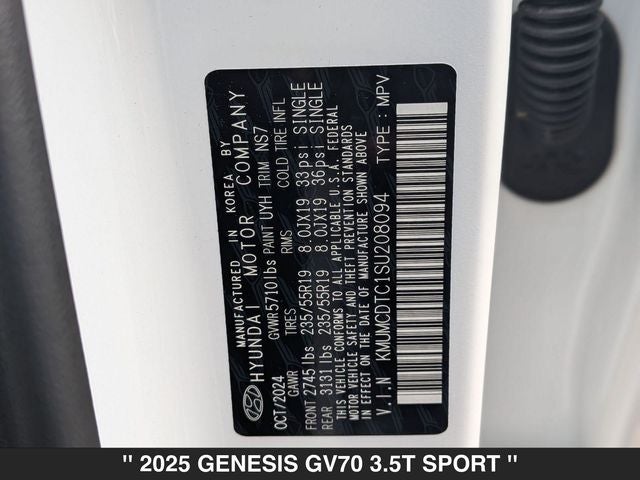 MANUFACTURED IN KOREA BY
HYUNDAI MOTOR COMPANY
OCT/2024 GVWR 5710 lbs PAINT UYH TRIM NS7
GAWR TIRES RIMS COLD TIRE INFL
FRONT 2745 lbs 235/55R19 8.0JX19 33psi SINGLE
REAR 3131 lbs 235/55R19 8.0JX19 36psi SINGLE
THIS VEHICLE CONFORMS TO ALL APPLICABLE U.S.A. FEDERAL
MOTOR VEHICLE SAFETY AND THEFT PREVENTION STANDARDS
IN EFFECT ON THE DATE OF MANUFACTURE SHOWN ABOVE
V.I.N KMUMCDTC1SU208094 TYPE : MPV
" 2025 GENESIS GV70 3.5T SPORT "